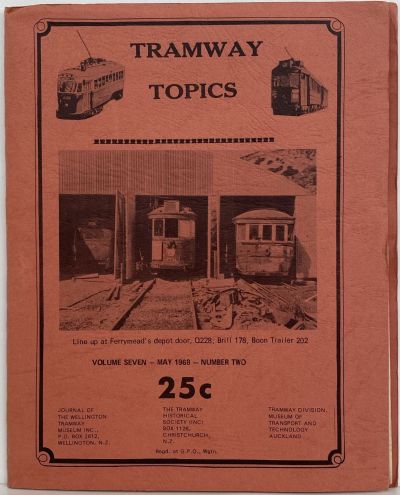 TRAMWAY
TOPICS
Line up at Ferrymead's depot door, Q228, Brill 178, Boon Trailer 202
VOLUME SEVEN – MAY 1968 – NUMBER TWO
25c
JOURNAL OF
THE WELLINGTON
TRAMWAY
MUSEUM INC.,
P.O. BOX 2812,
WELLINGTON, N.Z.
THE TRAMWAY
HISTORICAL
SOCIETY (INC)
BOX 1126,
CHRISTCHURCH,
N.Z.
TRAMWAY DIVISION,
MUSEUM OF
TRANSPORT AND
TECHNOLOGY
AUCKLAND
Regd. at G.P.O., Wgtn.